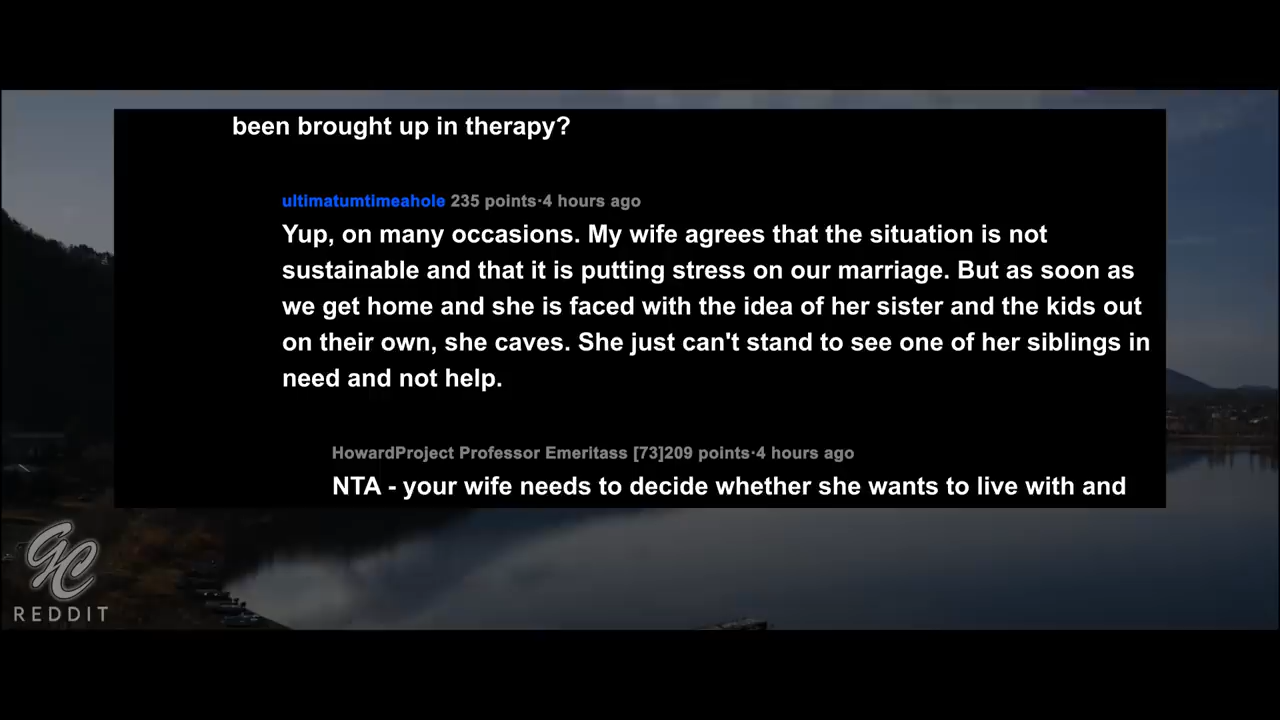 been brought up in therapy?
ultimatumtimeahole 235 points·4 hours ago
Yup, on many occasions. My wife agrees that the situation is not
sustainable and that it is putting stress on our marriage. But as soon as
we get home and she is faced with the idea of her sister and the kids out
on their own, she caves. She just can't stand to see one of her siblings in
need and not help.
HowardProject Professor Emeritass [73]209 points·4 hours ago
NTA - your wife needs to decide whether she wants to live with and
GC
REDDIT